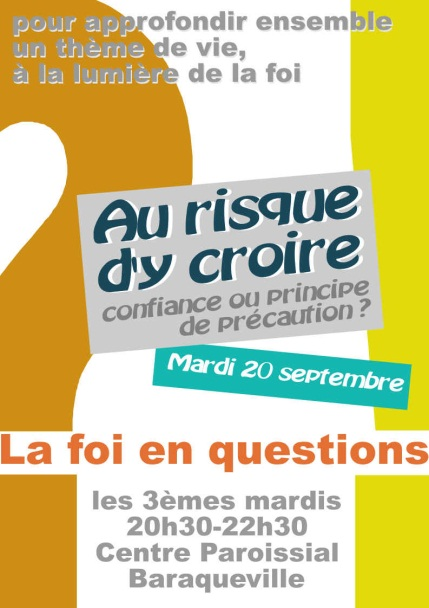 pour approfondir ensemble
un thème de vie,
à la lumière de la foi
Au risque
d'y croire
confiance ou principe
de précaution ?
Mardi 20 septembre
La foi en questions
les 3èmes mardis
20h30-22h30
Centre Paroissial
Baraqueville